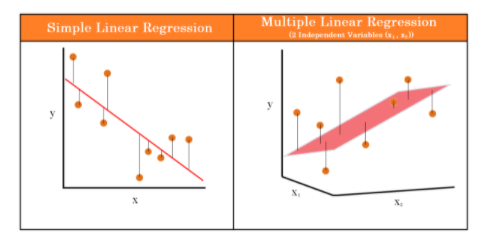 Simple Linear Regression
Multiple Linear Regression
(2 Independent Variables (x₁, x₂))
y
x
y
x₁
x₂